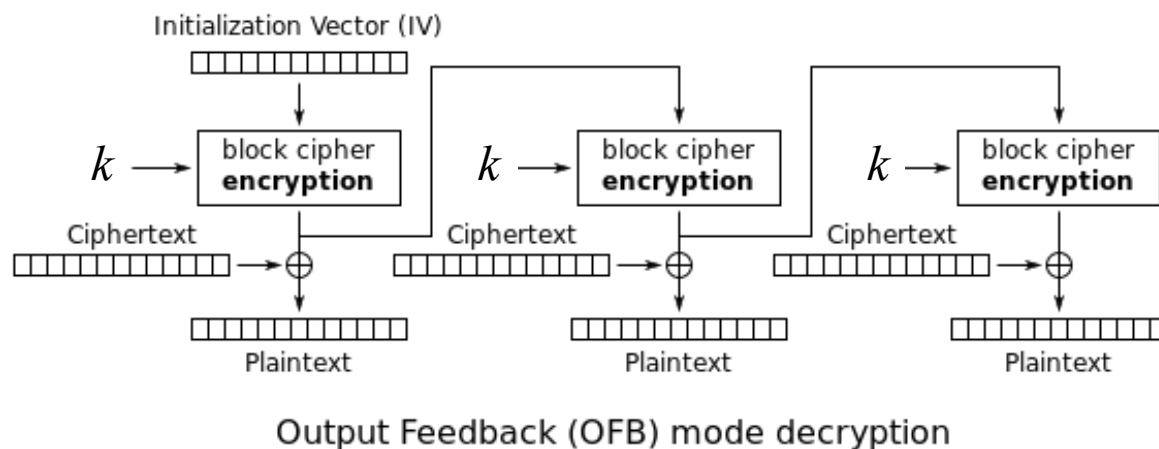 Initialization Vector (IV)
k
block cipher
encryption
k
block cipher
encryption
k
block cipher
encryption
Ciphertext
Ciphertext
Ciphertext
Plaintext
Plaintext
Plaintext
Output Feedback (OFB) mode decryption